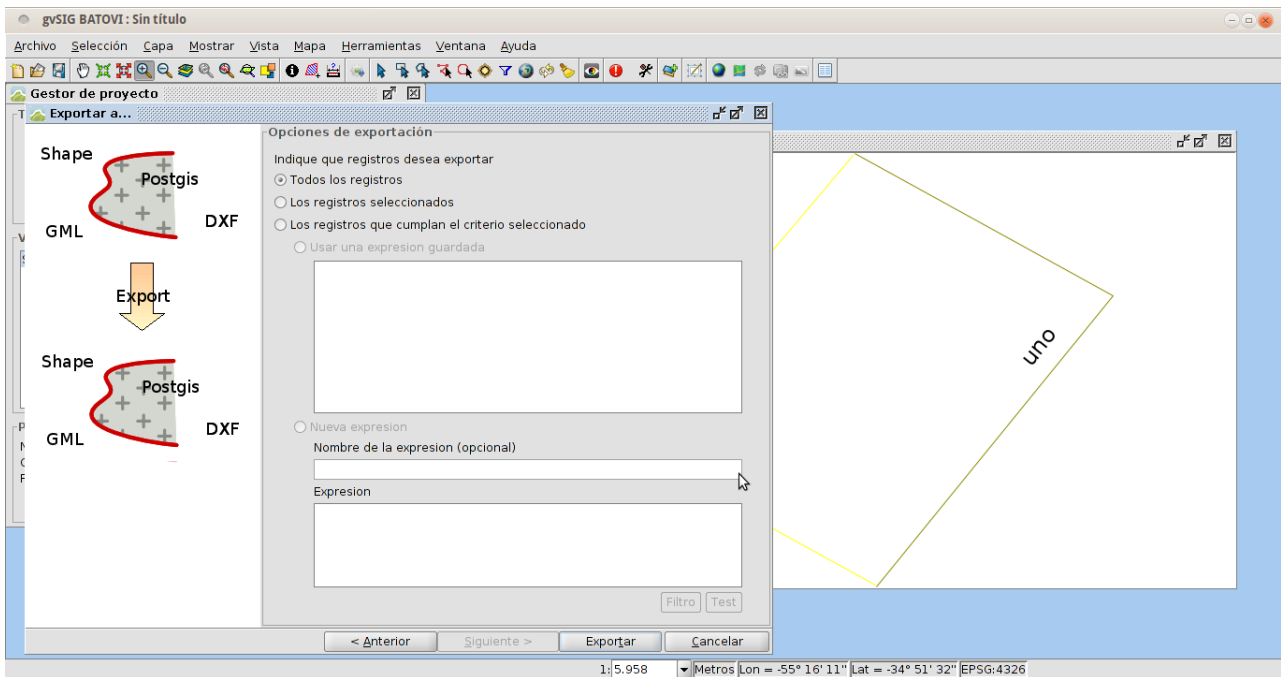 gvSIG BATOVI : Sin título
Archivo Selección Capa Mostrar Vista Mapa Herramientas Ventana Ayuda
Gestor de proyecto
Exportar a...
Shape
Postgis
GML
DXF
Export
Shape
Postgis
GML
DXF
Opciones de exportación
Indique que registros desea exportar
Todos los registros
Los registros seleccionados
Los registros que cumplan el criterio seleccionado
Usar una expresion guardada
Nueva expresion
Nombre de la expresion (opcional)
Expresion
Filtro Test
< Anterior Siguiente > Exportar Cancelar
uno
1: 5.958 Metros Lon = -55° 16' 11" Lat = -34° 51' 32" EPSG:4326